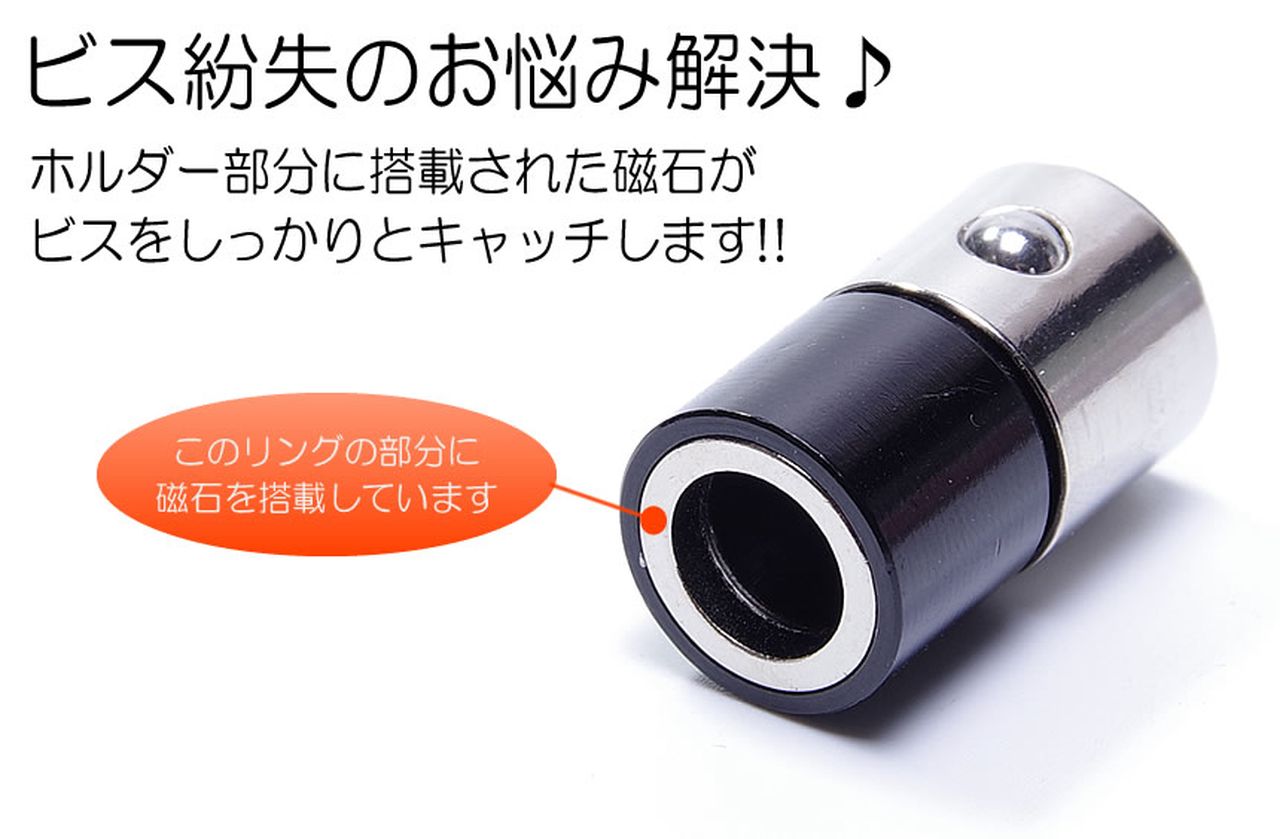 ビス紛失のお悩み解決♪
ホルダー部分に搭載された磁石が
ビスをしっかりとキャッチします!!
このリングの部分に
磁石を搭載しています